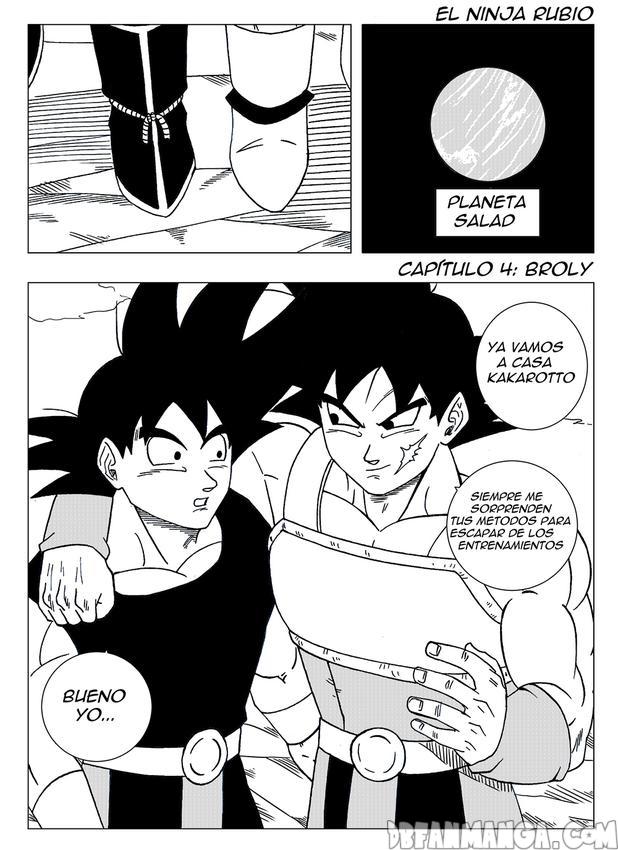 EL NINJA RUBIO
PLANETA
SALAD
CAPÍTULO 4: BROLY
YA VAMOS
A CASA
KAKAROTTO
SIEMPRE ME
SORPRENDEN
TUS METODOS PARA
ESCAPAR DE LOS
ENTRENAMIENTOS
BUENO
YO...
DBFANMANGA.COM